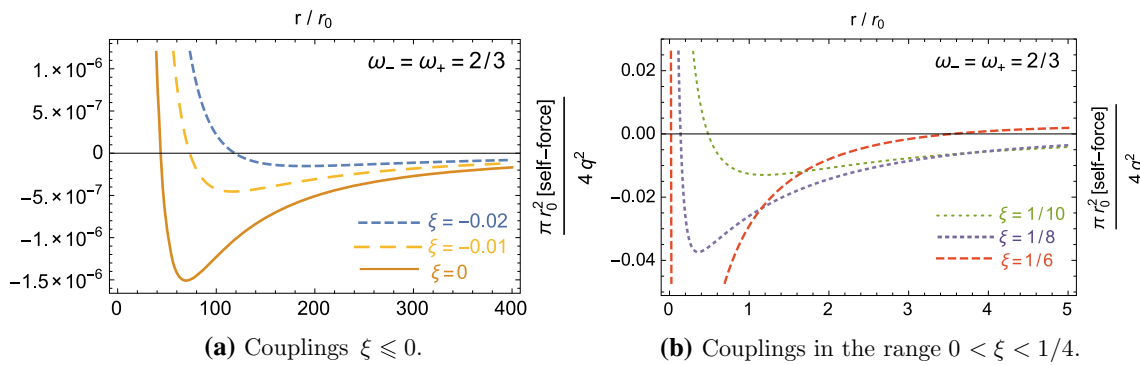 r / r₀
1. × 10⁻⁶
5. × 10⁻⁷
0
−5. × 10⁻⁷
−1. × 10⁻⁶
−1.5 × 10⁻⁶
ω₋ = ω₊ = 2/3
ξ = −0.02
ξ = −0.01
ξ = 0
0 100 200 300 400
π r₀² [self−force]
4 q²
(a) Couplings ξ ⩽ 0.
r / r₀
0.02
0.00
−0.02
−0.04
ω₋ = ω₊ = 2/3
ξ = 1/10
ξ = 1/8
ξ = 1/6
0 1 2 3 4 5
π r₀² [self−force]
4 q²
(b) Couplings in the range 0 < ξ < 1/4.